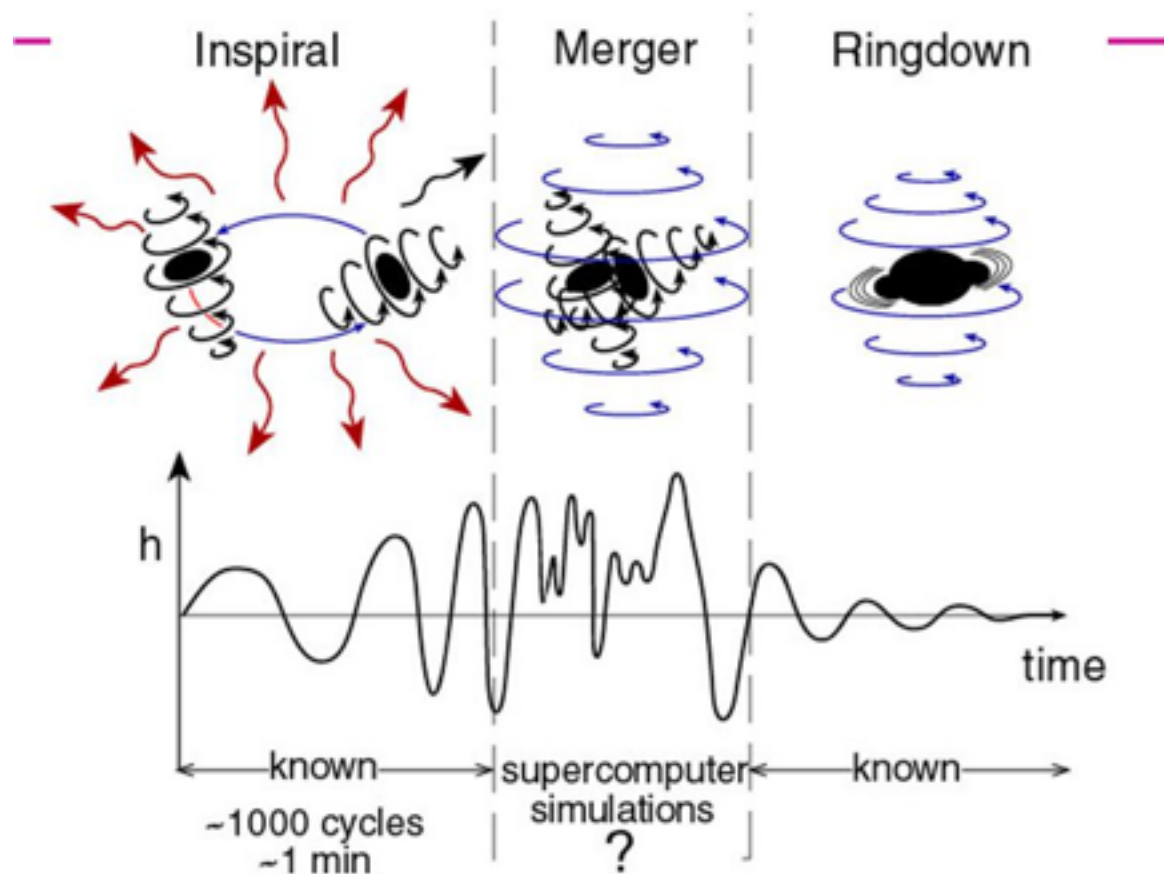 Inspiral
Merger
Ringdown
h
time
known
supercomputer
simulations
?
known
~1000 cycles
~1 min